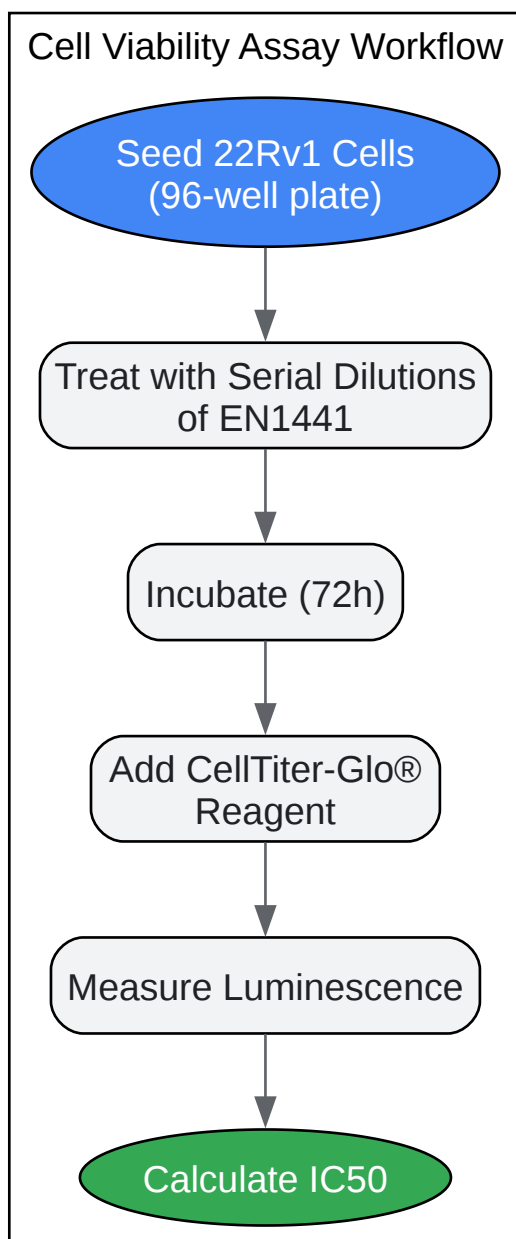 Cell Viability Assay Workflow
Seed 22Rv1 Cells
(96-well plate)
Treat with Serial Dilutions
of EN1441
Incubate (72h)
Add CellTiter-Glo®
Reagent
Measure Luminescence
Calculate IC50